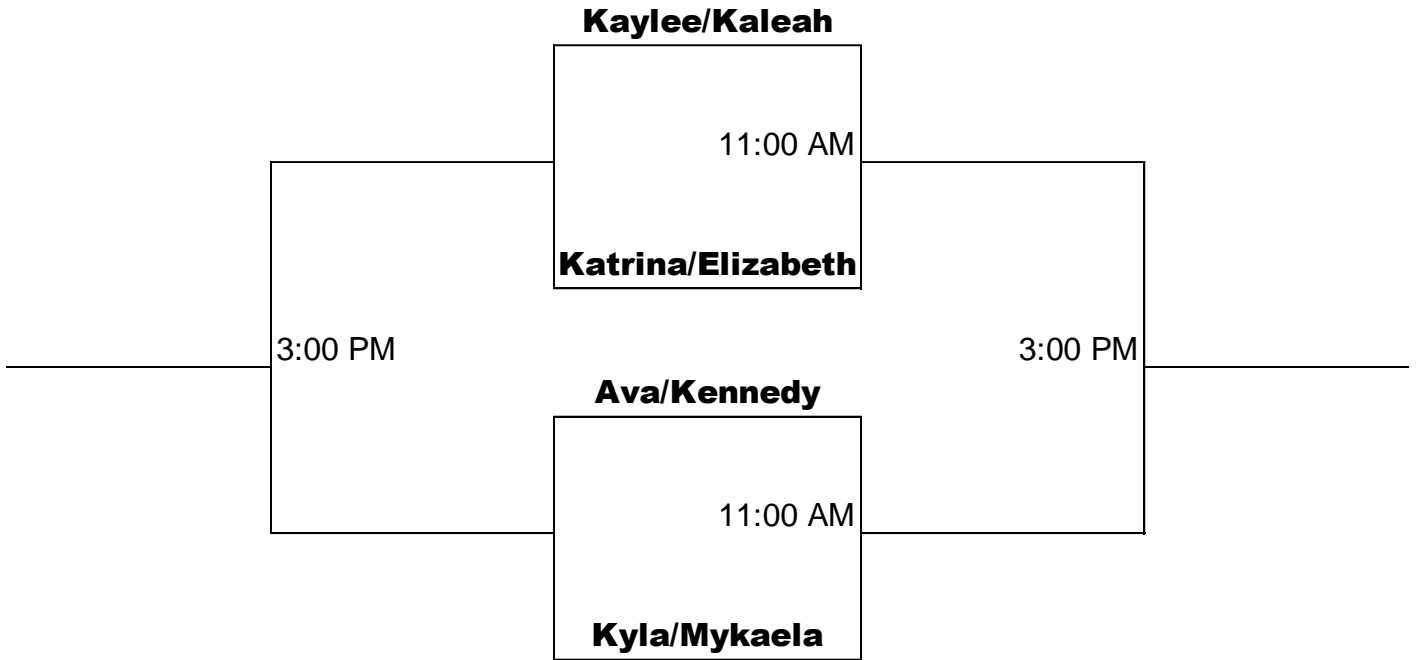 Kaylee/Kaleah
11:00 AM
Katrina/Elizabeth
3:00 PM
3:00 PM
Ava/Kennedy
11:00 AM
Kyla/Mykaela